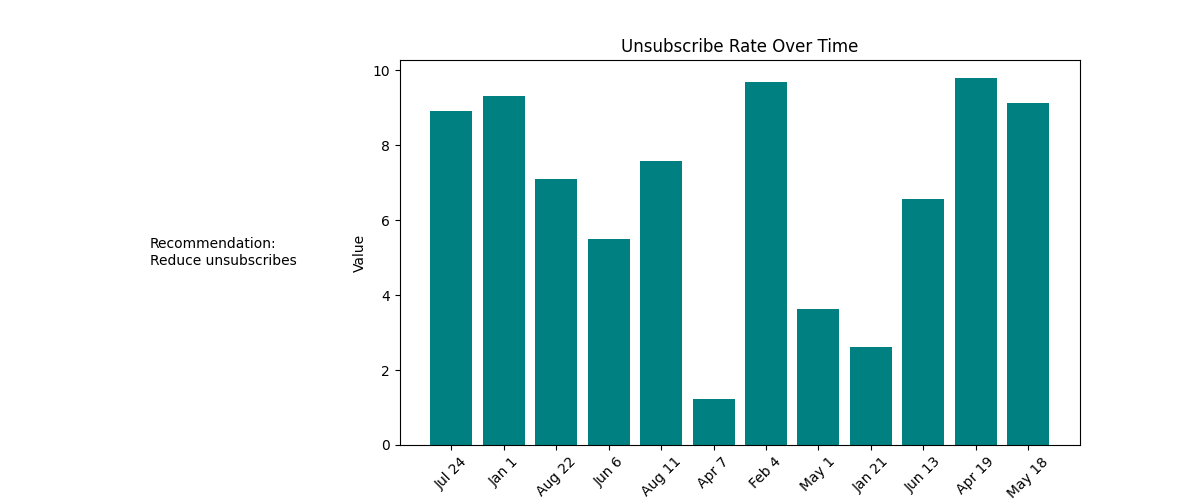 Unsubscribe Rate Over Time
Recommendation:
Reduce unsubscribes
Value
10
8
6
4
2
0
Jul 24
Jan 1
Aug 22
Jun 6
Aug 11
Apr 7
Feb 4
May 1
Jan 21
Jun 13
Apr 19
May 18